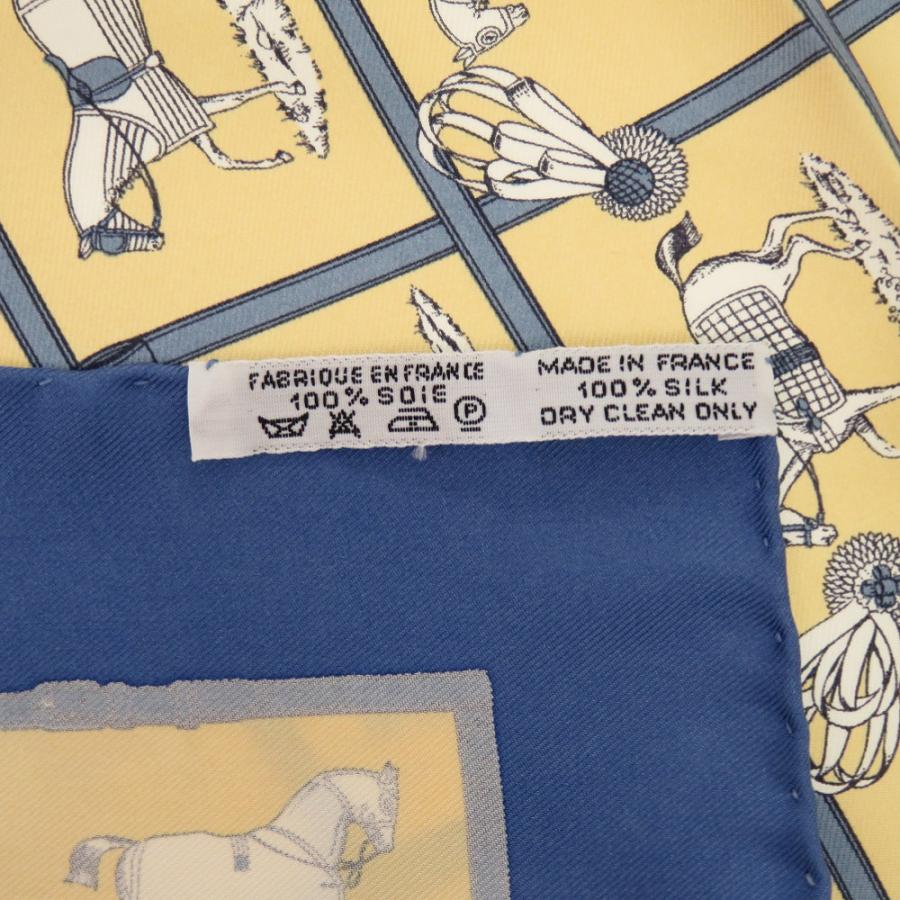 FABRIQUE EN FRANCE
100% SOIE
P
MADE IN FRANCE
100% SILK
DRY CLEAN ONLY